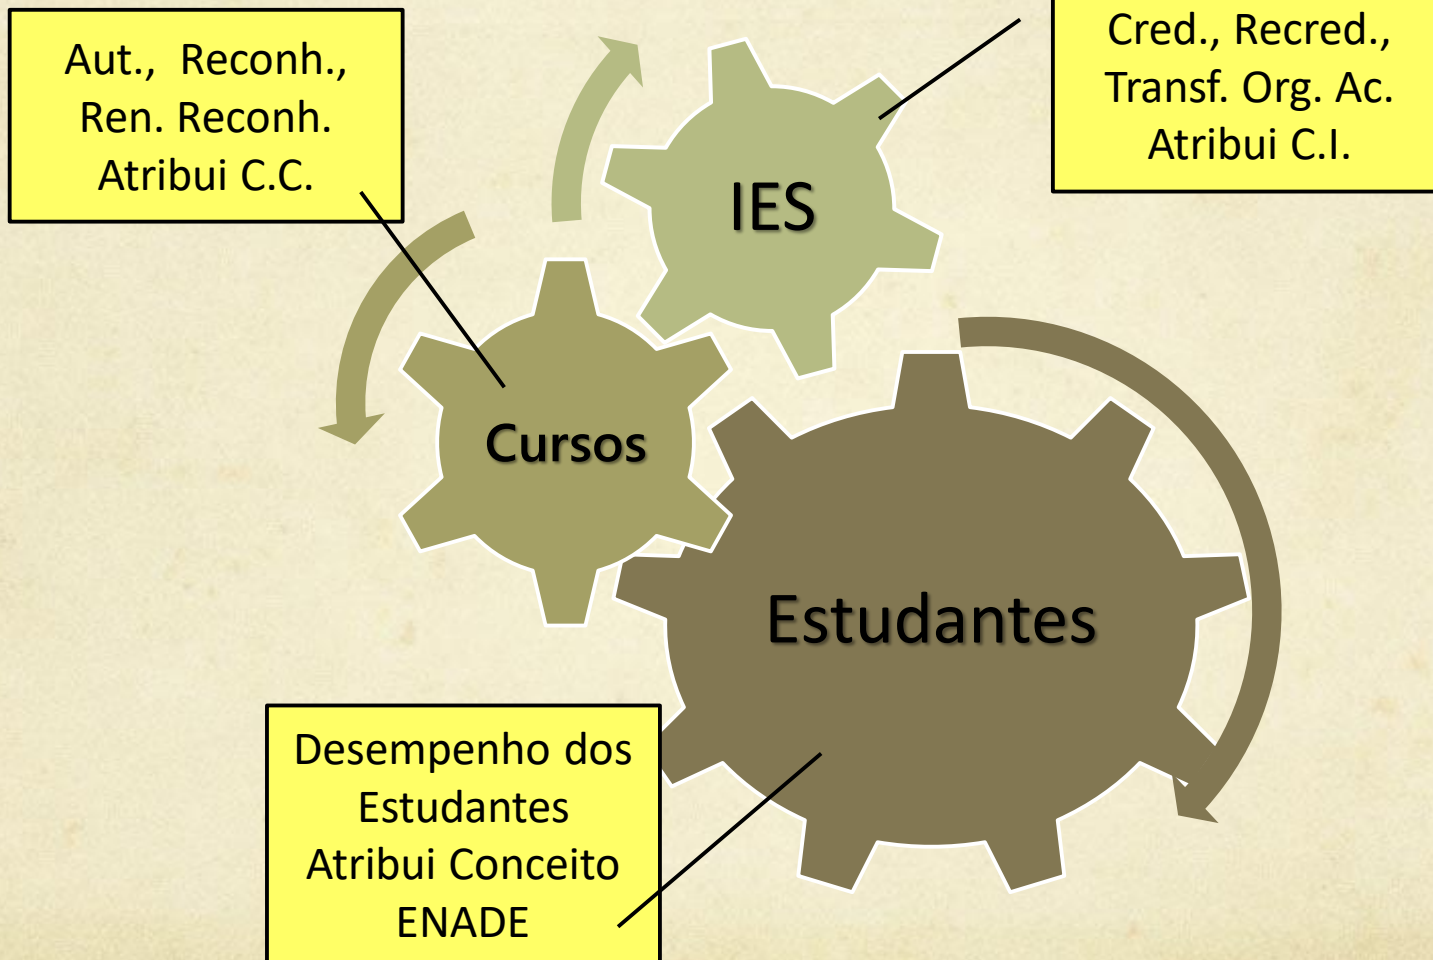 Aut., Reconh.,
Ren. Reconh.
Atribui C.C.
Cred., Recred.,
Transf. Org. Ac.
Atribui C.I.
IES
Cursos
Estudantes
Desempenho dos
Estudantes
Atribui Conceito
ENADE